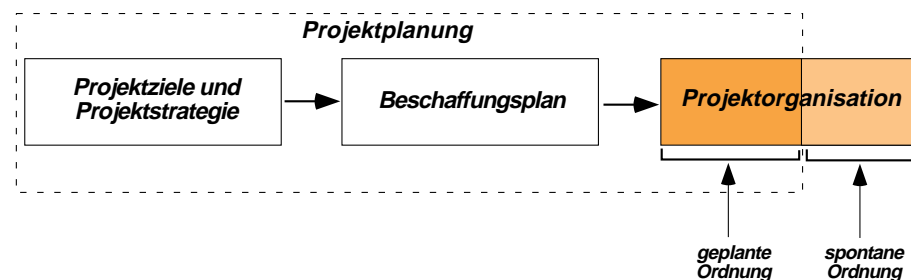 Projektplanung
Projektziele und
Projektstrategie
Beschaffungsplan
Projektorganisation
geplante
Ordnung
spontane
Ordnung